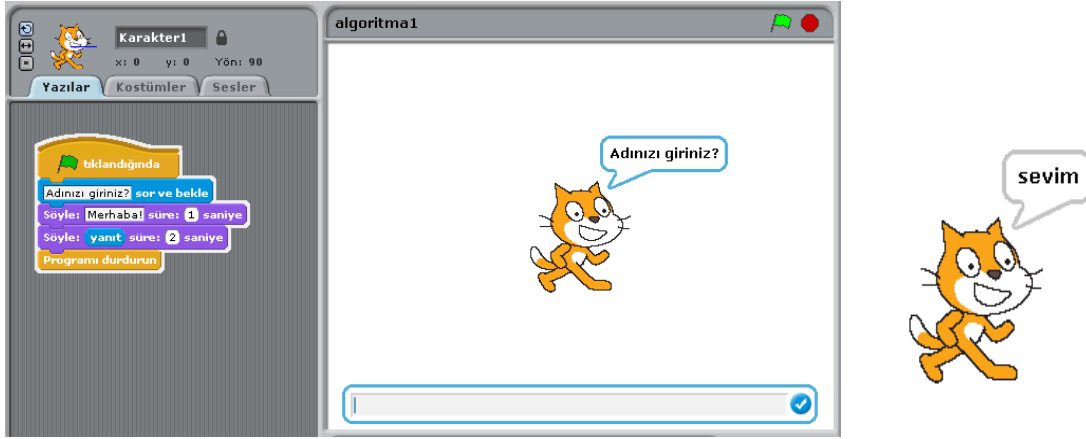 Karakter1
x: 0 y: 0 Yön: 90
Yazılar Kostümler Sesler
tıklandığında
Adınızı giriniz? sor ve bekle
Söyle: Merhaba! süre: 1 saniye
Söyle: yanıt süre: 2 saniye
Programı durdurun
algoritma1
Adınızı giriniz?
sevim